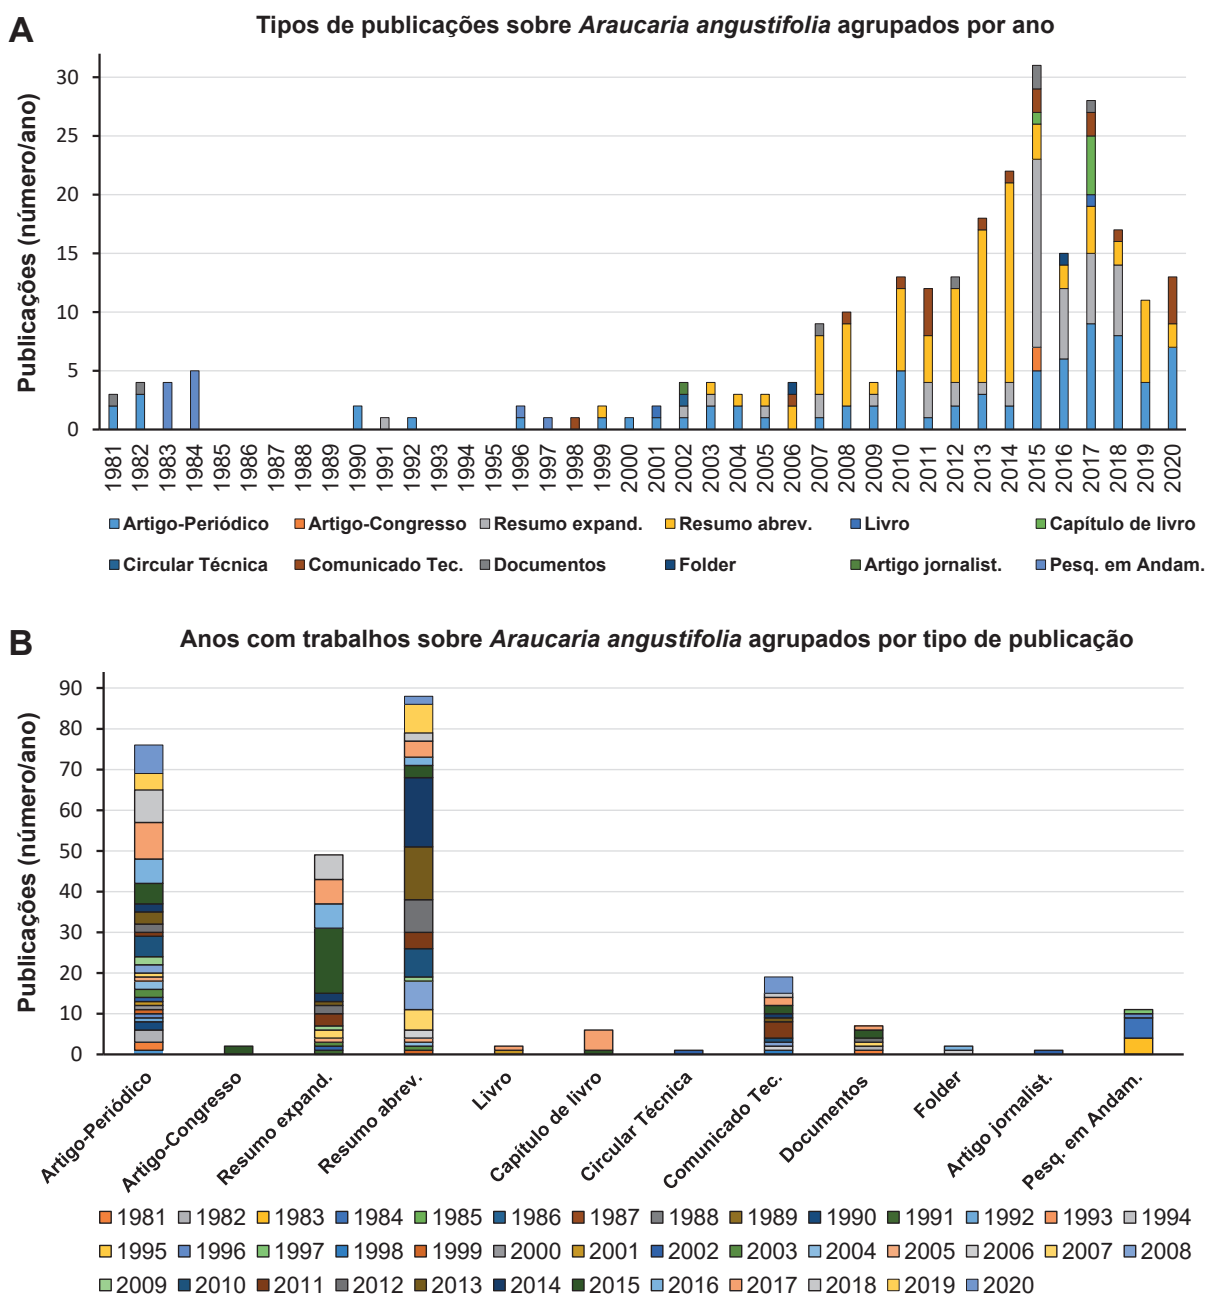 A
Tipos de publicações sobre Araucaria angustifolia agrupados por ano
Publicações (número/ano)
30
25
20
15
10
5
0
1981 1982 1983 1984 1985 1986 1987 1988 1989 1990 1991 1992 1993 1994 1995 1996 1997 1998 1999 2000 2001 2002 2003 2004 2005 2006 2007 2008 2009 2010 2011 2012 2013 2014 2015 2016 2017 2018 2019 2020
Artigo-Periódico Artigo-Congresso Resumo expand. Resumo abrev. Livro Capítulo de livro
Circular Técnica Comunicado Tec. Documentos Folder Artigo jornalist. Pesq. em Andam.
B
Anos com trabalhos sobre Araucaria angustifolia agrupados por tipo de publicação
Publicações (número/ano)
90
80
70
60
50
40
30
20
10
0
Artigo-Periódico Artigo-Congresso Resumo expand. Resumo abrev. Livro Capítulo de livro Circular Técnica Comunicado Tec. Documentos Folder Artigo jornalist. Pesq. em Andam.
1981 1982 1983 1984 1985 1986 1987 1988 1989 1990 1991 1992 1993 1994
1995 1996 1997 1998 1999 2000 2001 2002 2003 2004 2005 2006 2007 2008
2009 2010 2011 2012 2013 2014 2015 2016 2017 2018 2019 2020